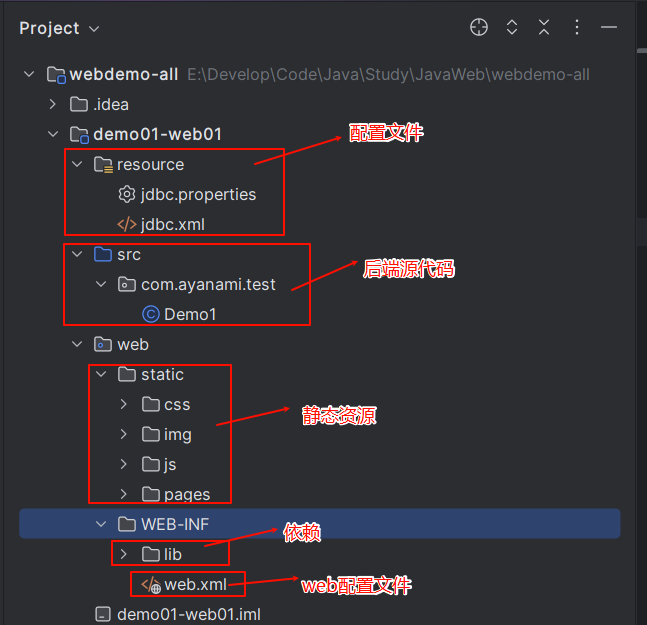 Project
webdemo-all E:\Develop\Code\Java\Study\JavaWeb\webdemo-all
.idea
demo01-web01
配置文件
resource
jdbc.properties
jdbc.xml
src
后端源代码
com.ayanami.test
Demo1
web
static
css
静态资源
img
js
pages
WEB-INF
依赖
lib
web.xml
web配置文件
demo01-web01.iml